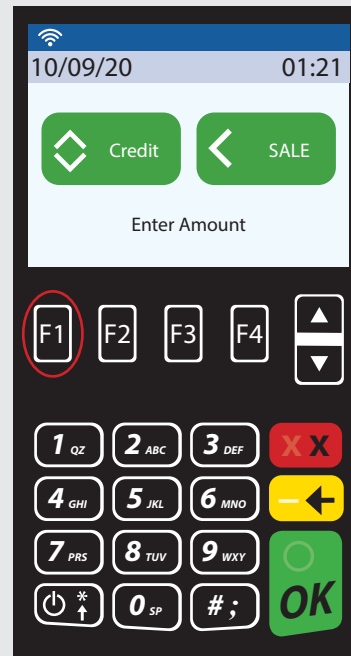 10/09/20 01:21
Credit SALE
Enter Amount
F1 F2 F3 F4
1 QZ 2 ABC 3 DEF X X
4 GHI 5 JKL 6 MNO
7 PRS 8 TUV 9 WXY
* 0 SP # ; OK